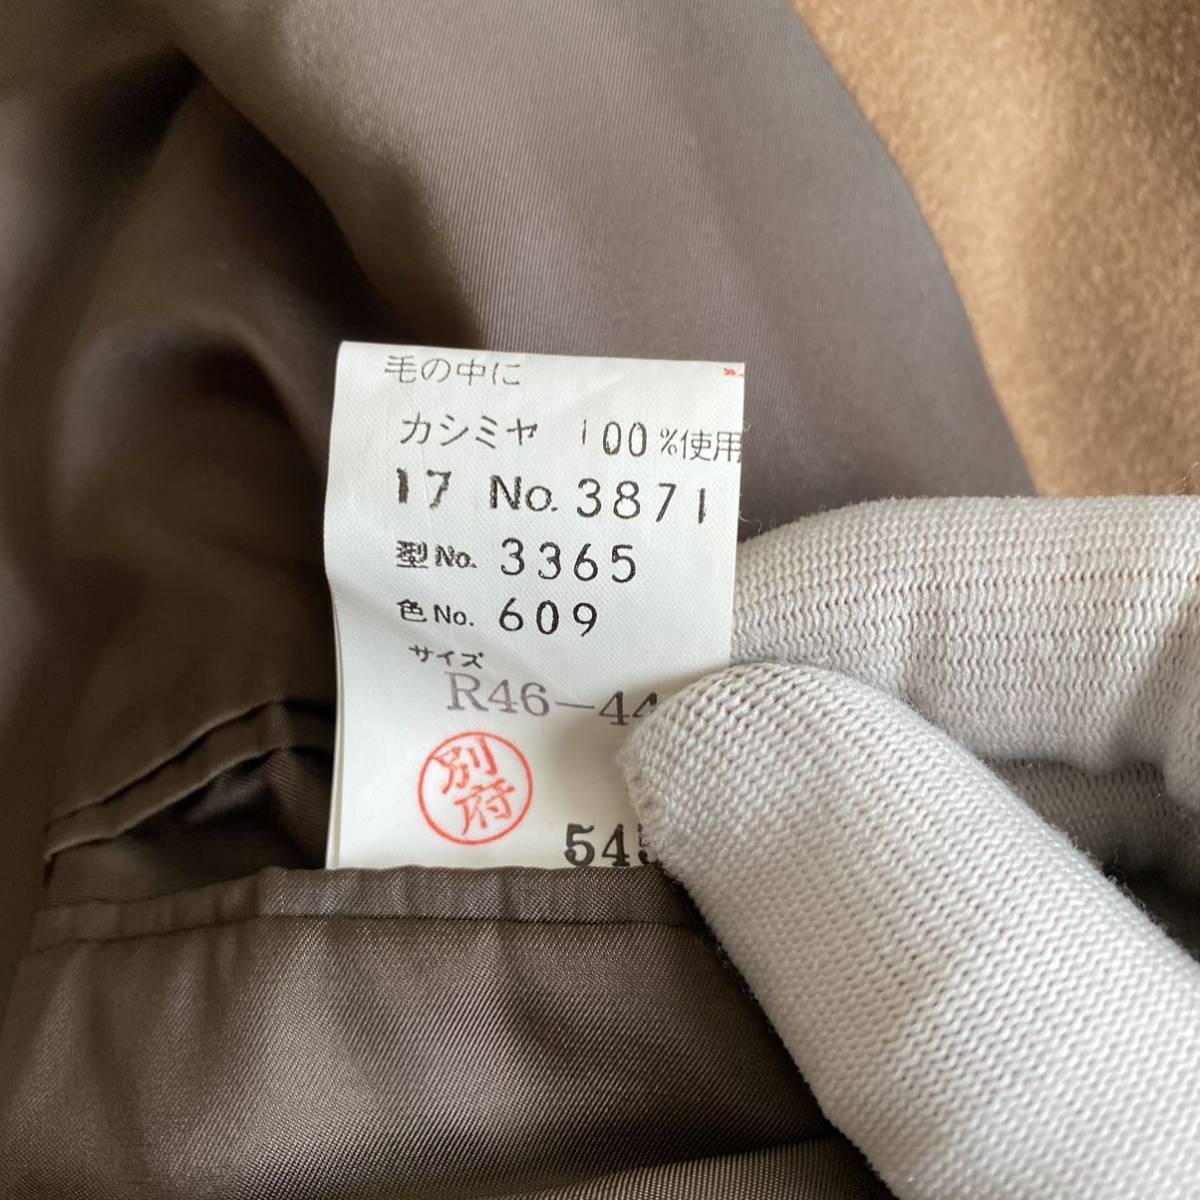 毛の中に
カシミヤ 100%使用
17 No. 3871
型No. 3365
色No. 609
サイズ
R46-44
別府
545